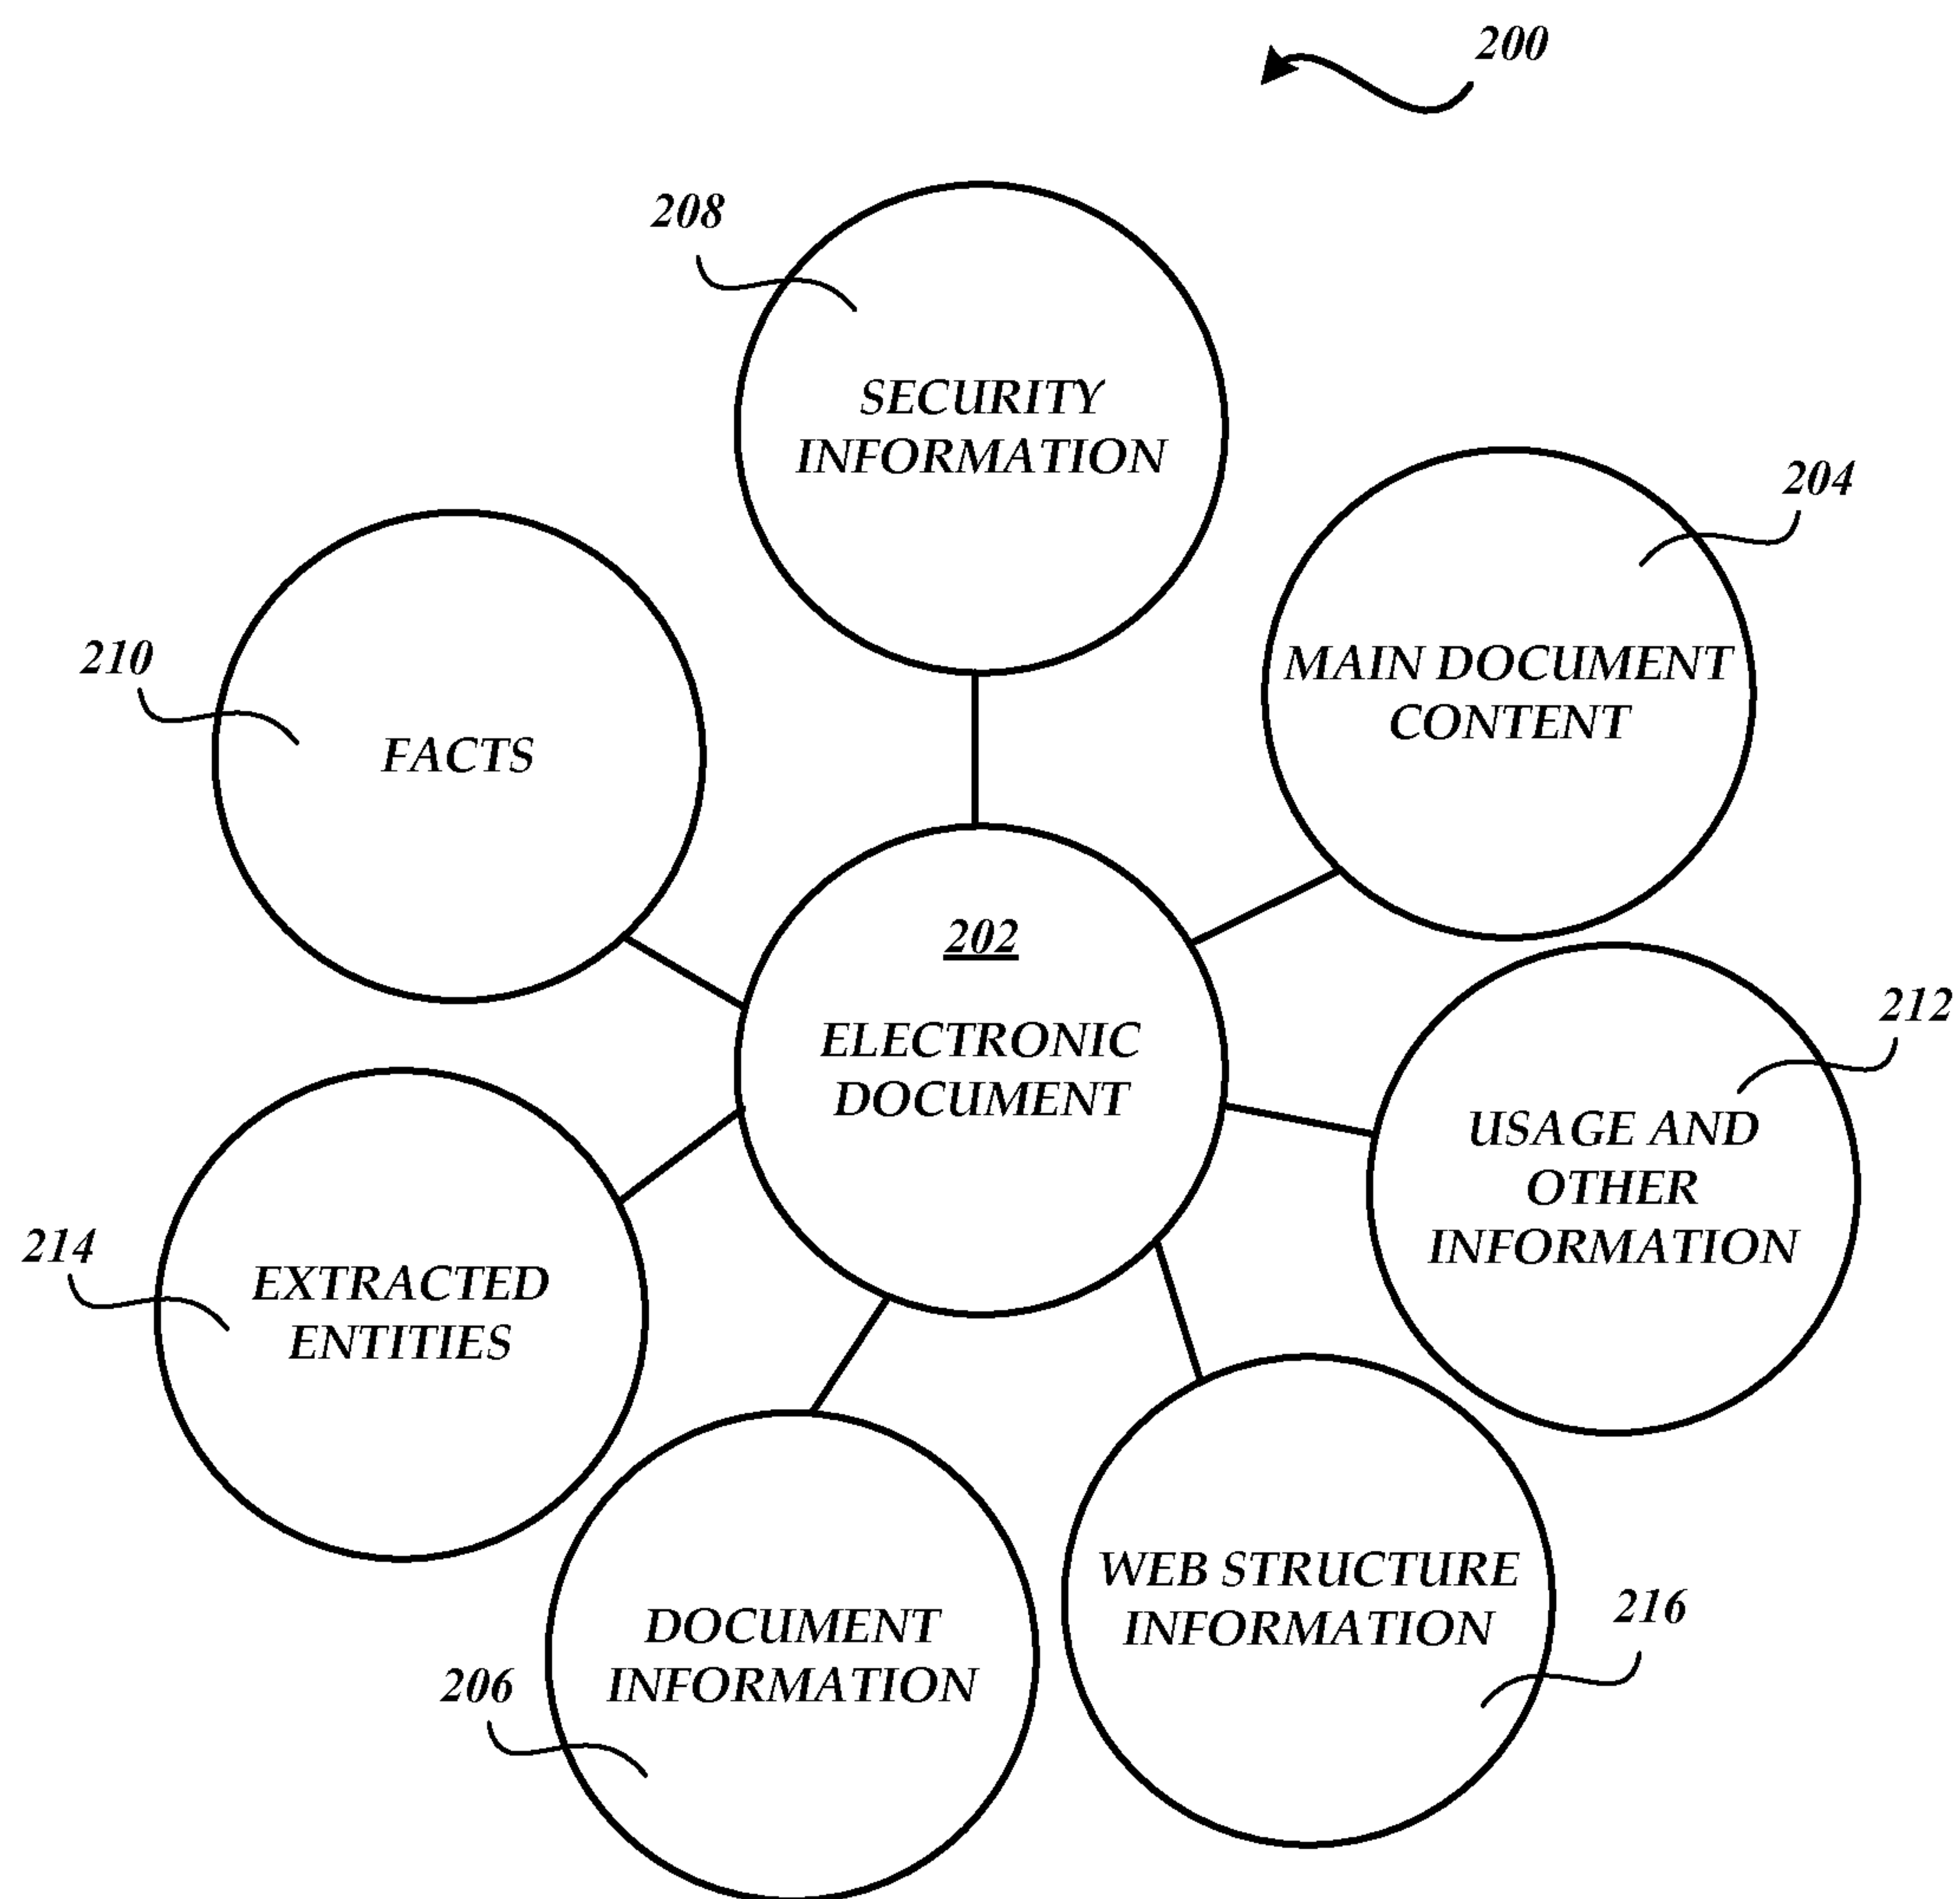 200
208
SECURITY
INFORMATION
204
MAIN DOCUMENT
CONTENT
210
FACTS
202
ELECTRONIC
DOCUMENT
212
USAGE AND
OTHER
INFORMATION
214
EXTRACTED
ENTITIES
WEB STRUCTURE
INFORMATION
216
DOCUMENT
INFORMATION
206